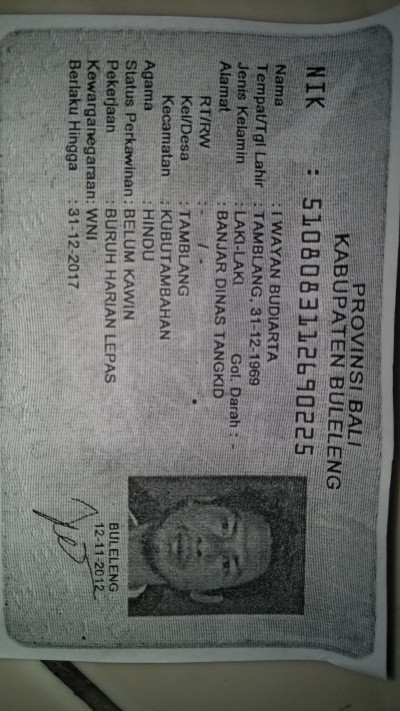 PROVINSI BALI
KABUPATEN BULELENG
NIK : 5108083112690225
Nama : I WAYAN BUDIARTA
Tempat/Tgl Lahir : TAMBLANG, 31-12-1969
Jenis Kelamin : LAKI-LAKI Gol. Darah : -
Alamat : BANJAR DINAS TANGKID
RT/RW : - / -
Kel/Desa : TAMBLANG
Kecamatan : KUBUTAMBAHAN
Agama : HINDU
Status Perkawinan : BELUM KAWIN
Pekerjaan : BURUH HARIAN LEPAS
Kewarganegaraan: WNI
Berlaku Hingga : 31-12-2017
BULELENG
12-11-2012